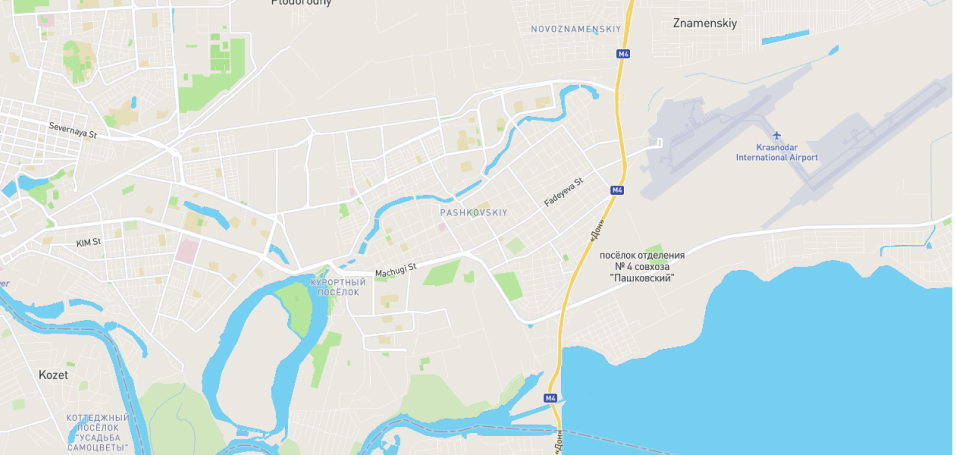 Plodorodny
NOVOZNAMENSKIY
Znamenskiy
M4
Severnaya St
Krasnodar
International Airport
M4
Fadeyeva St
PASHKOVSKIY
«Дон»
KIM St
посёлок отделения
№ 4 совхоза
"Пашковский"
Machugi St
КУРОРТНЫЙ
ПОСЁЛОК
Kozet
M4
КОТТЕДЖНЫЙ
ПОСЁЛОК
"УСАДЬБА
САМОЦВЕТЫ"
«Дон»